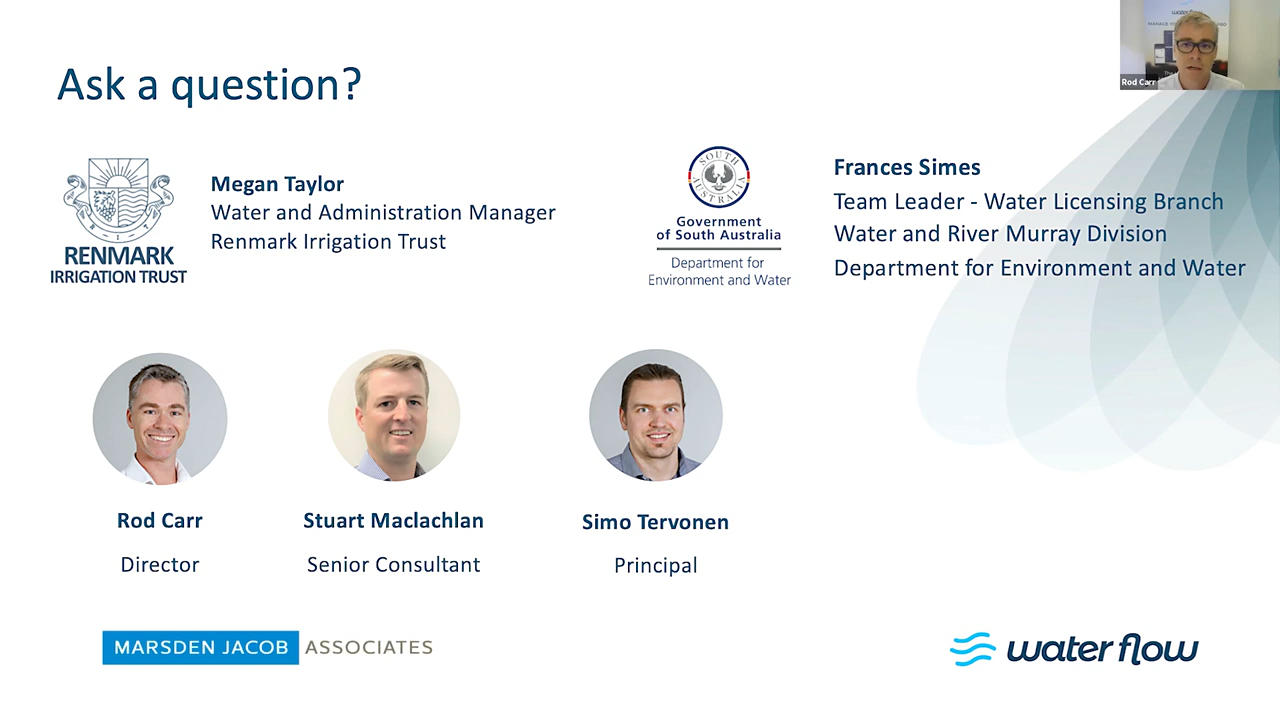 Ask a question?
water flow
Rod Carr
RENMARK
IRRIGATION TRUST
Megan Taylor
Water and Administration Manager
Renmark Irrigation Trust
SOUTH
AUSTRALIA
Government
of South Australia
Department for
Environment and Water
Frances Simes
Team Leader - Water Licensing Branch
Water and River Murray Division
Department for Environment and Water
Rod Carr
Director
Stuart Maclachlan
Senior Consultant
Simo Tervonen
Principal
MARSDEN JACOB ASSOCIATES
water flow